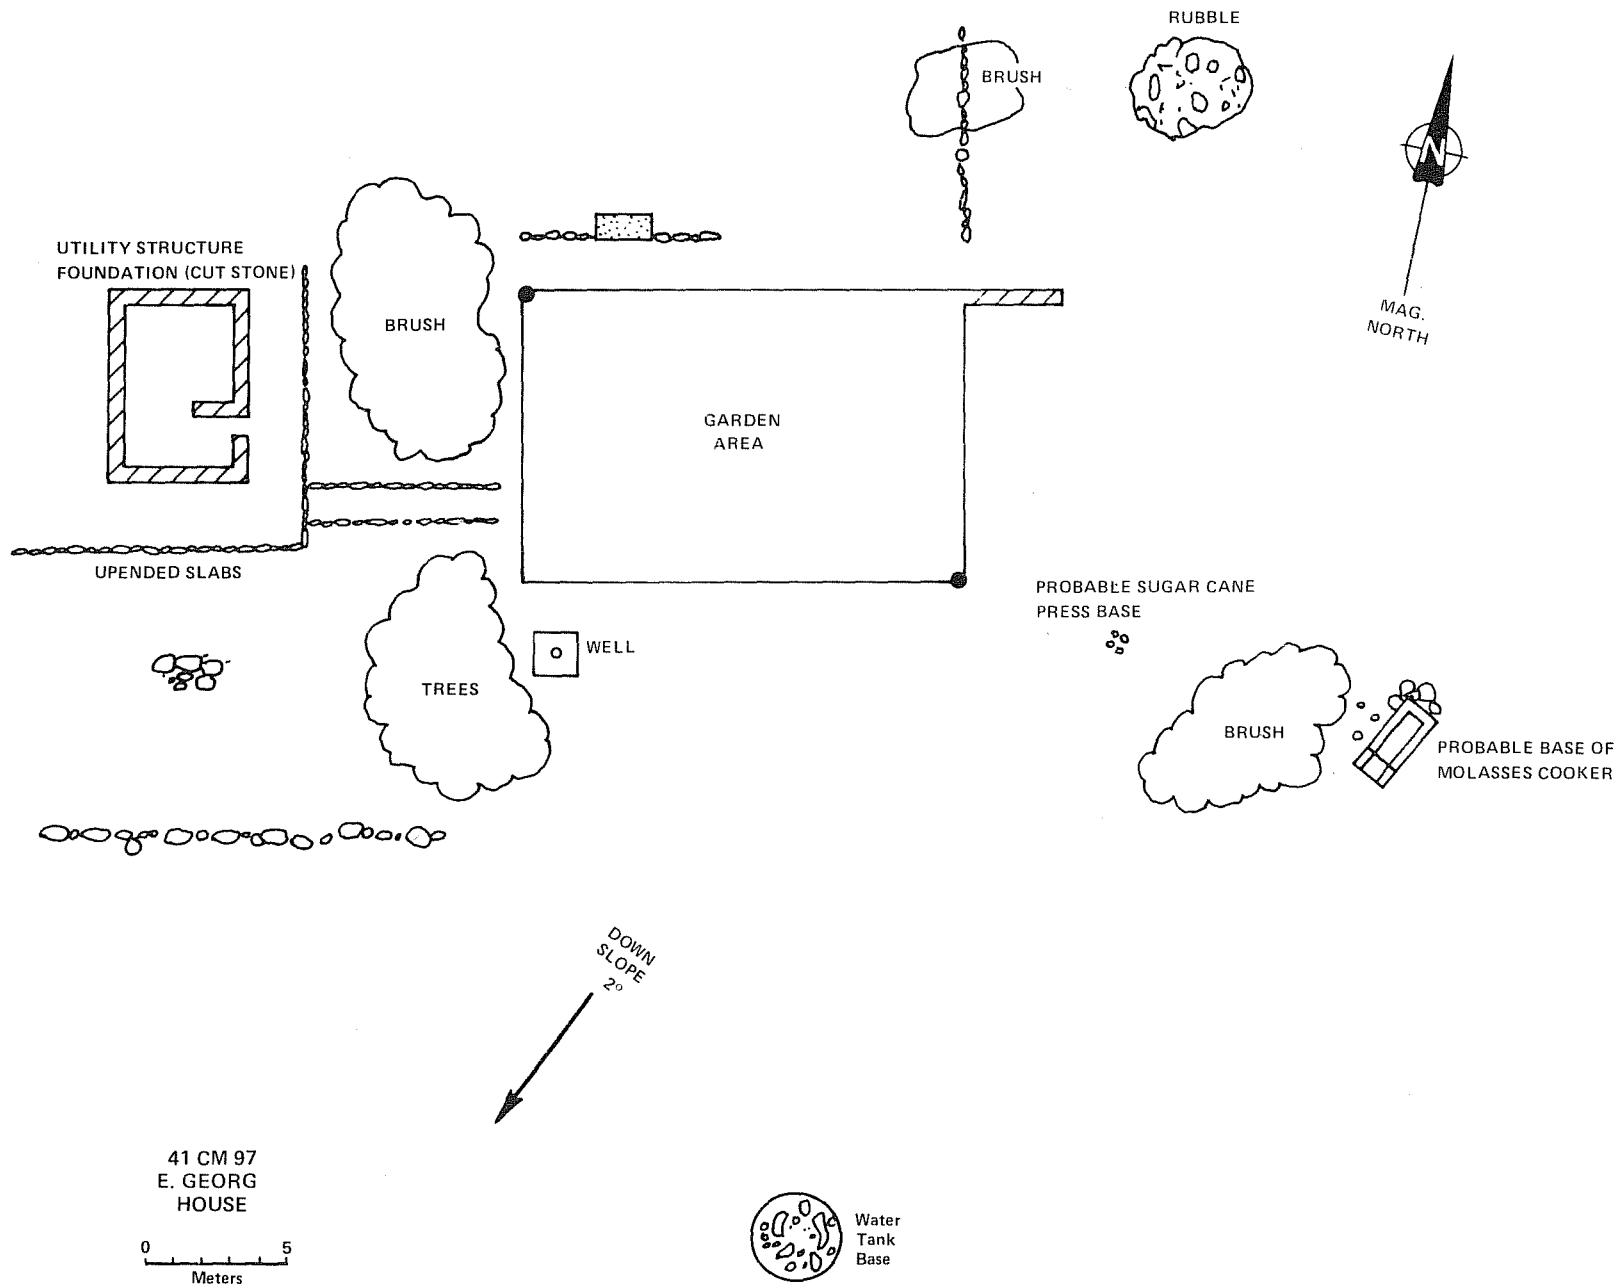 RUBBLE
BRUSH
N
MAG.
NORTH
UTILITY STRUCTURE
FOUNDATION (CUT STONE)
BRUSH
GARDEN
AREA
UPENDED SLABS
PROBABLE SUGAR CANE
PRESS BASE
WELL
TREES
BRUSH
PROBABLE BASE OF
MOLASSES COOKER
DOWN
SLOPE
2°
41 CM 97
E. GEORG
HOUSE
0 5
Meters
Water
Tank
Base